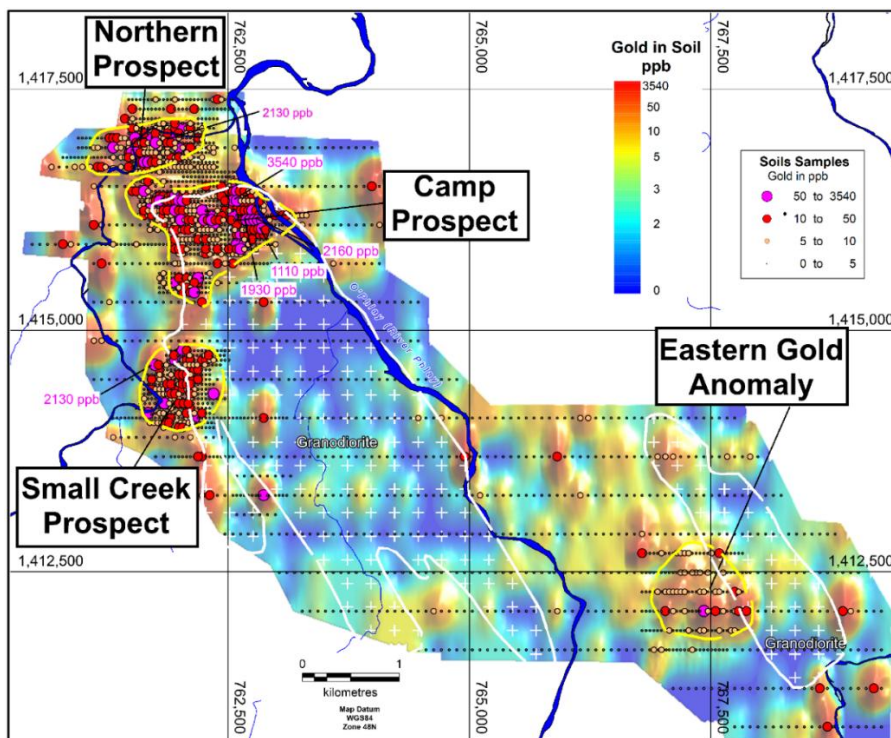 Northern
Prospect
762,500
765,000
767,500
1,417,500
1,417,500
Gold in Soil
ppb
3540
50
10
5
3
2
0
Soils Samples
Gold in ppb
50 to 3540
10 to 50
5 to 10
0 to 5
2130 ppb
3540 ppb
Camp
Prospect
2160 ppb
1110 ppb
1930 ppb
1,415,000
1,415,000
Eastern Gold
Anomaly
2130 ppb
Granodiorite
Small Creek
Prospect
1,412,500
1,412,500
Granodiorite
0 1
kilometres
Map Datum
WGS84
Zone 48N
762,500
765,000
767,500